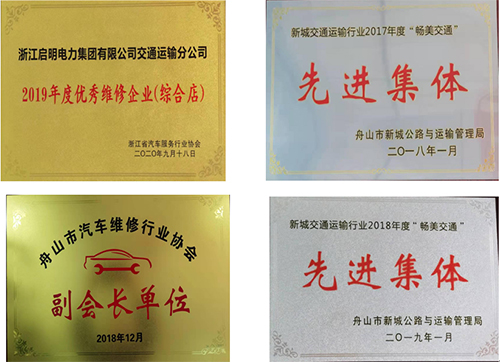 浙江启明电力集团有限公司交通运输分公司
2019年度优秀维修企业(综合店)
浙江省汽车服务行业协会
二〇二〇年九月十八日
新城交通运输行业2017年度“畅美交通”
先进集体
舟山市新城公路与运输管理局
二〇一八年一月
舟山市汽车维修行业协会
副会长单位
2018年12月
新城交通运输行业2018年度“畅美交通”
先进集体
舟山市新城公路与运输管理局
二〇一九年一月